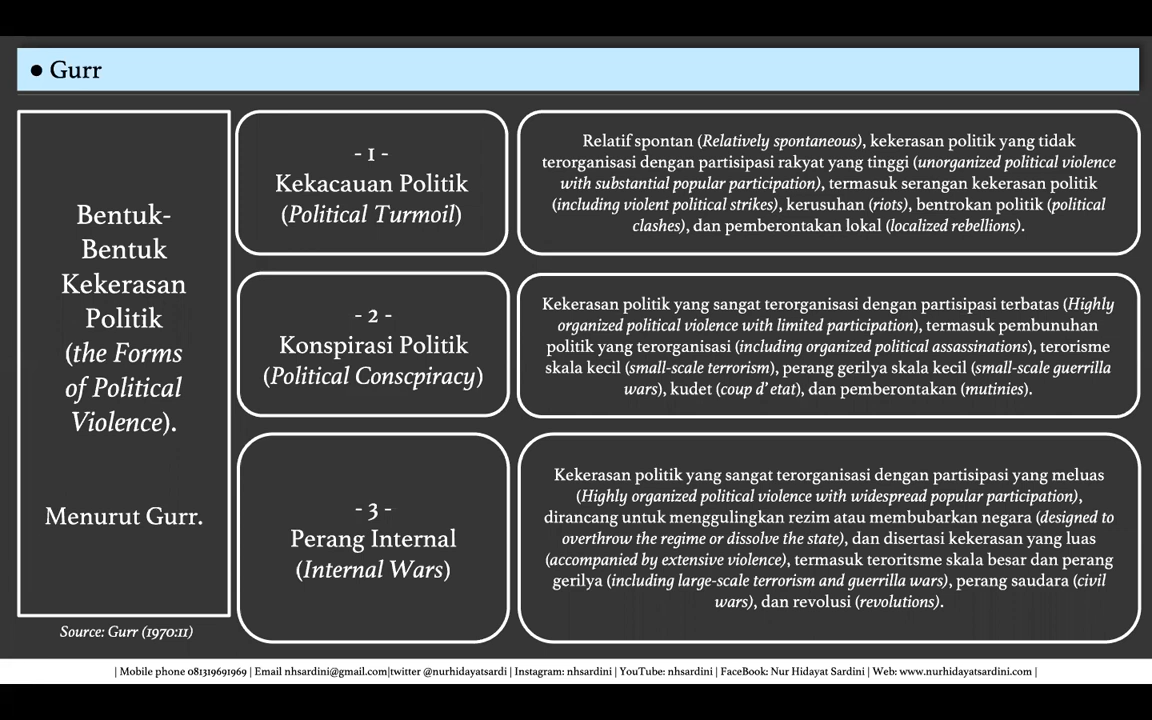 ● Gurr
Bentuk-
Bentuk
Kekerasan
Politik
(the Forms
of Political
Violence).
Menurut Gurr.
Source: Gurr (1970:11)
- 1 -
Kekacauan Politik
(Political Turmoil)
Relatif spontan (Relatively spontaneous), kekerasan politik yang tidak
terorganisasi dengan partisipasi rakyat yang tinggi (unorganized political violence
with substantial popular participation), termasuk serangan kekerasan politik
(including violent political strikes), kerusuhan (riots), bentrokan politik (political
clashes), dan pemberontakan lokal (localized rebellions).
- 2 -
Konspirasi Politik
(Political Conscpiracy)
Kekerasan politik yang sangat terorganisasi dengan partisipasi terbatas (Highly
organized political violence with limited participation), termasuk pembunuhan
politik yang terorganisasi (including organized political assassinations), terorisme
skala kecil (small-scale terrorism), perang gerilya skala kecil (small-scale guerrilla
wars), kudet (coup d' etat), dan pemberontakan (mutinies).
- 3 -
Perang Internal
(Internal Wars)
Kekerasan politik yang sangat terorganisasi dengan partisipasi yang meluas
(Highly organized political violence with widespread popular participation),
dirancang untuk menggulingkan rezim atau membubarkan negara (designed to
overthrow the regime or dissolve the state), dan disertasi kekerasan yang luas
(accompanied by extensive violence), termasuk teroritsme skala besar dan perang
gerilya (including large-scale terrorism and guerrilla wars), perang saudara (civil
wars), dan revolusi (revolutions).
| Mobile phone 081319691969 | Email nhsardini@gmail.com|twitter @nurhidayatsardi | Instagram: nhsardini | YouTube: nhsardini | FaceBook: Nur Hidayat Sardini | Web: www.nurhidayatsardini.com |